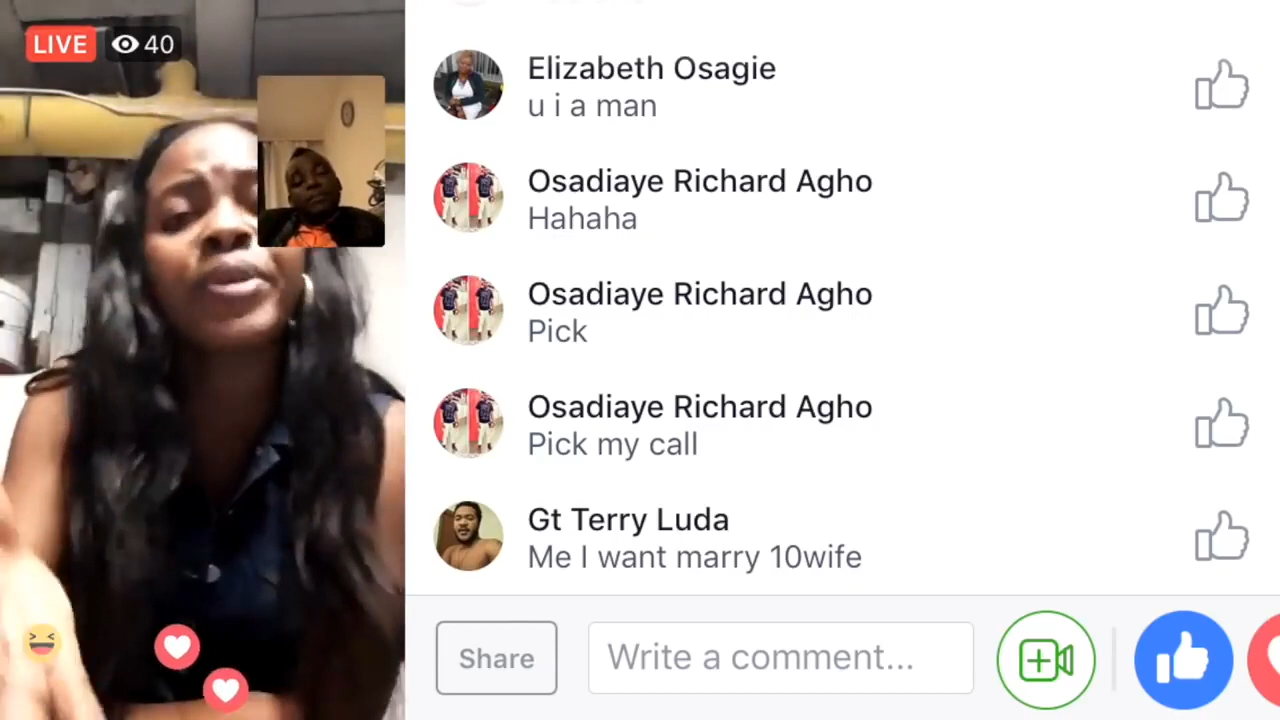 LIVE 40
Elizabeth Osagie
u i a man
Osadiaye Richard Agho
Hahaha
Osadiaye Richard Agho
Pick
Osadiaye Richard Agho
Pick my call
Gt Terry Luda
Me I want marry 10wife
Share
Write a comment...